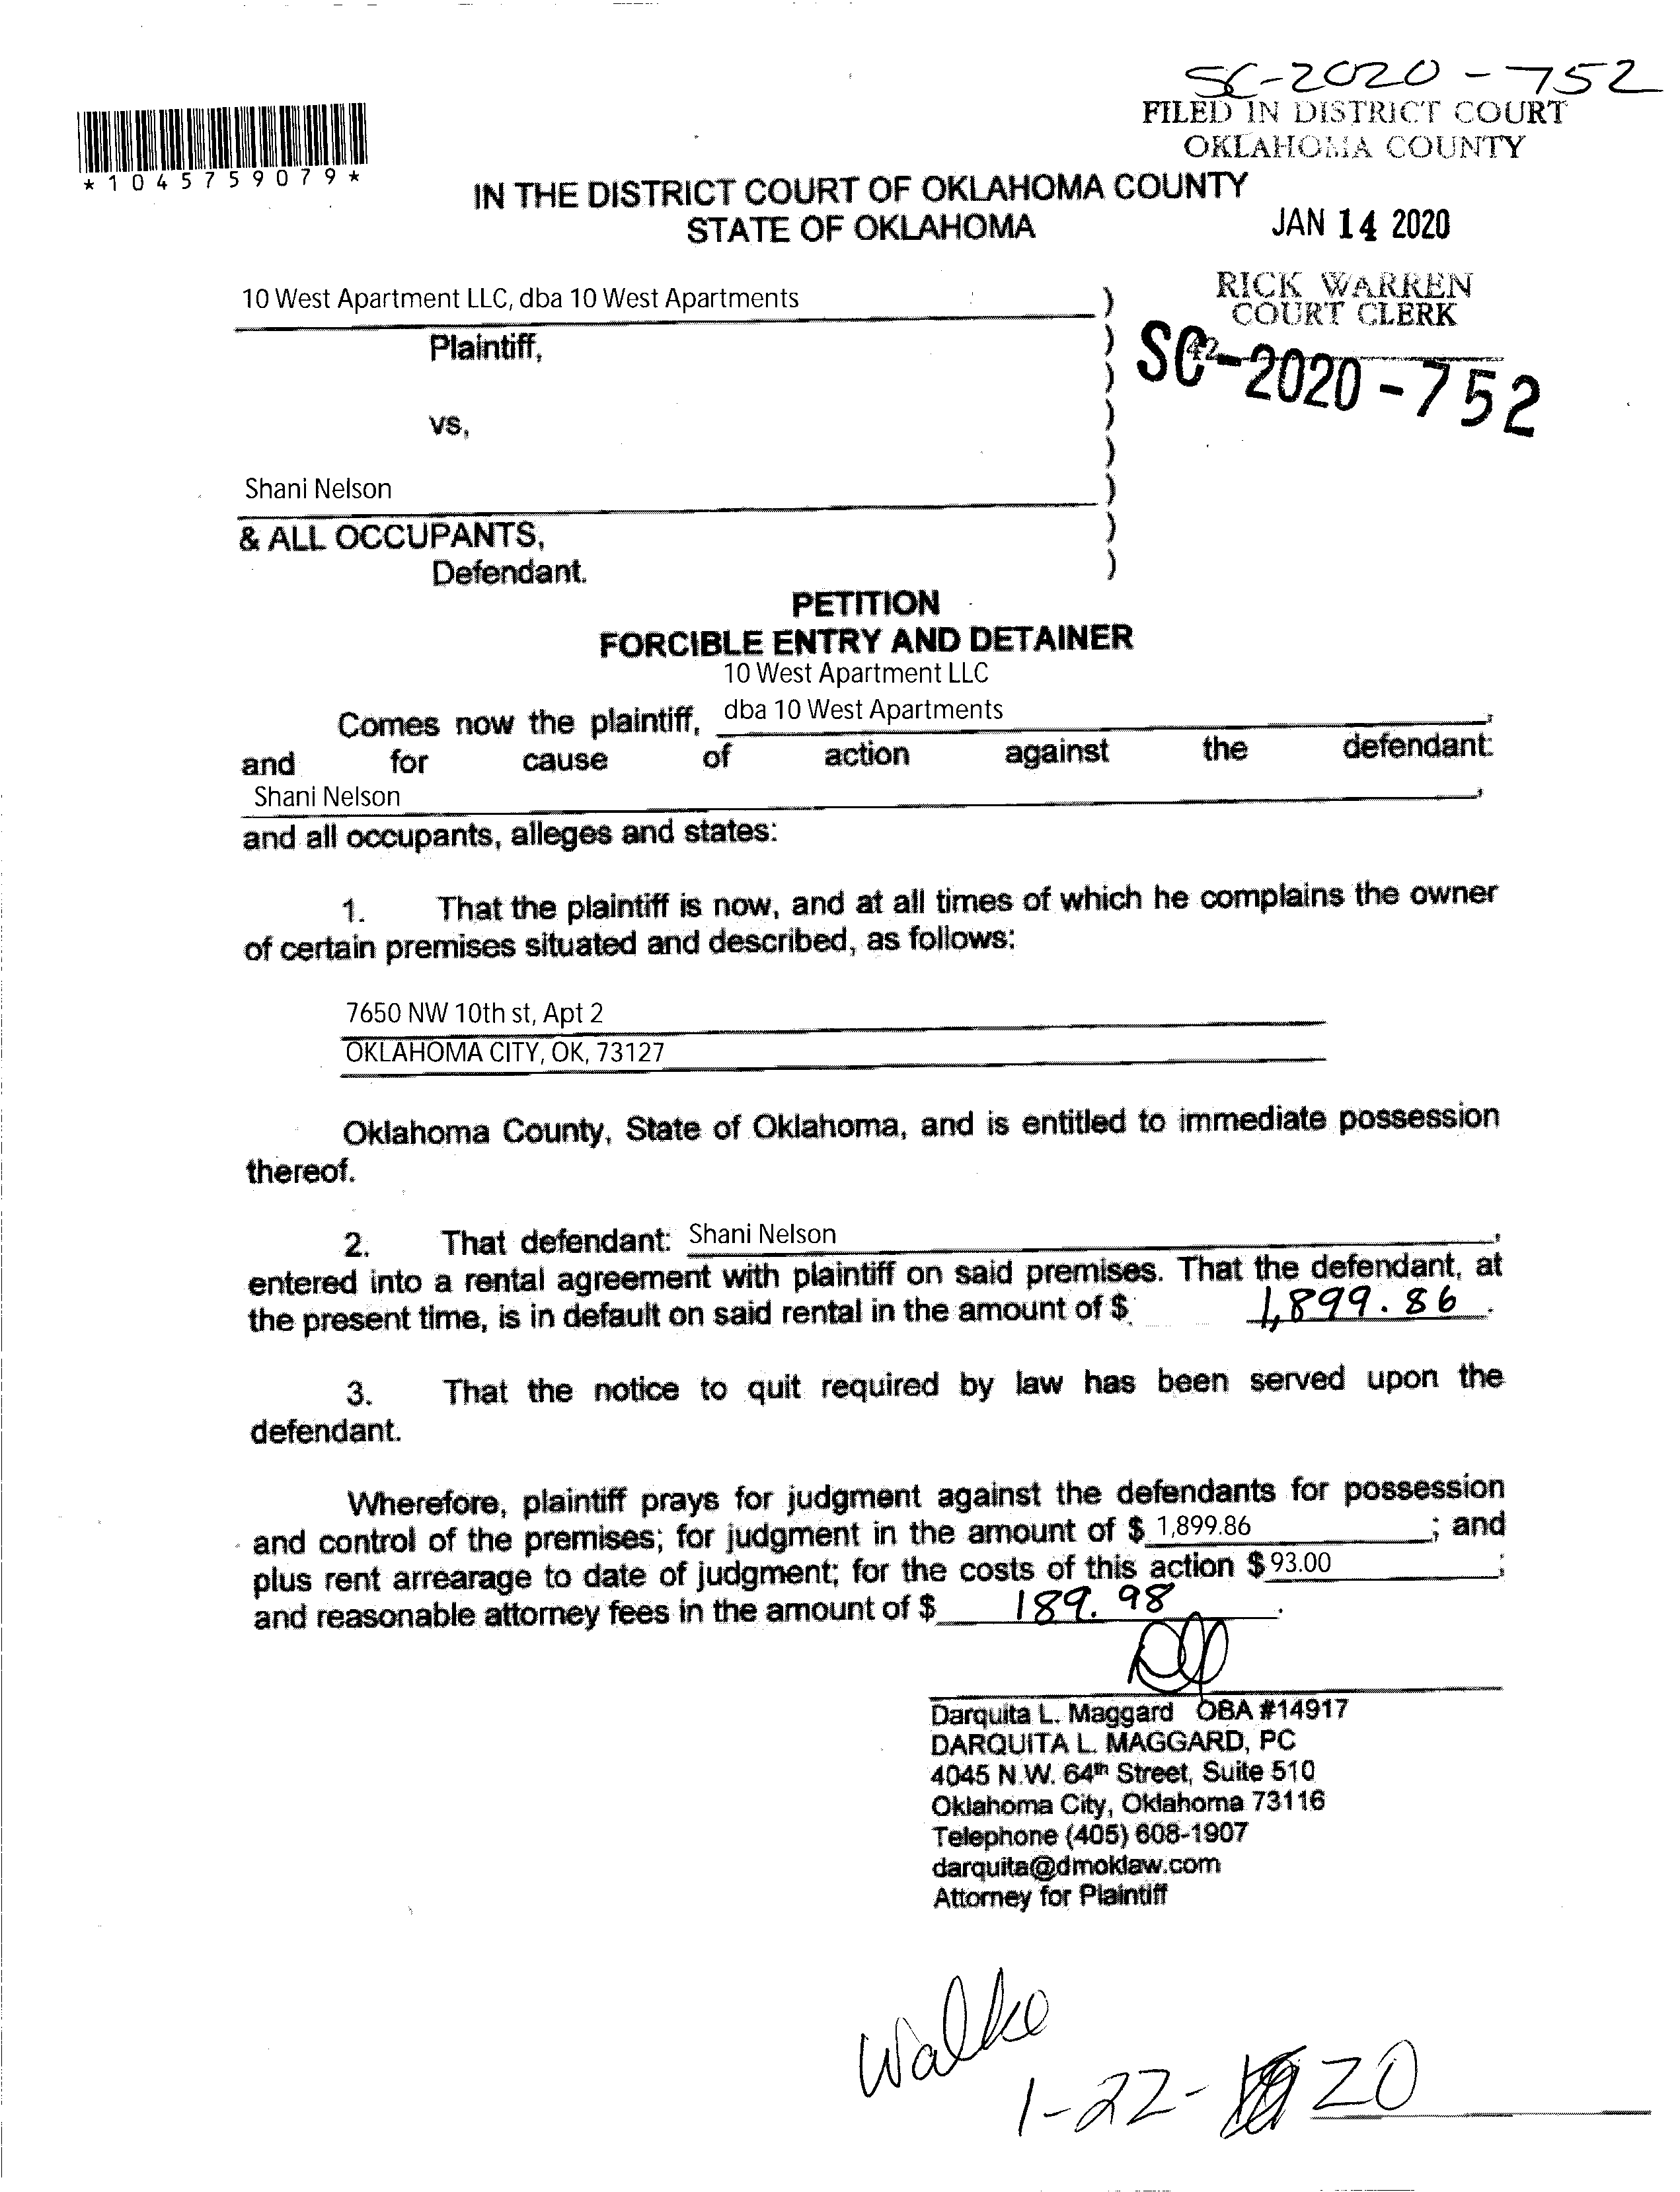 SC-2020-752
FILED IN DISTRICT COURT
OKLAHOMA COUNTY
*1045759079*
IN THE DISTRICT COURT OF OKLAHOMA COUNTY
STATE OF OKLAHOMA
JAN 14 2020
RICK WARREN
COURT CLERK
42
SC-2020-752
10 West Apartment LLC, dba 10 West Apartments )
Plaintiff, )
)
vs, )
)
Shani Nelson )
& ALL OCCUPANTS, )
Defendant. )
PETITION
FORCIBLE ENTRY AND DETAINER
10 West Apartment LLC
Comes now the plaintiff, dba 10 West Apartments,
and for cause of action against the defendant:
Shani Nelson,
and all occupants, alleges and states:
1. That the plaintiff is now, and at all times of which he complains the owner
of certain premises situated and described, as follows:
7650 NW 10th st, Apt 2
OKLAHOMA CITY, OK, 73127
Oklahoma County, State of Oklahoma, and is entitled to immediate possession
thereof.
2. That defendant: Shani Nelson,
entered into a rental agreement with plaintiff on said premises. That the defendant, at
the present time, is in default on said rental in the amount of $ 1,899.86.
3. That the notice to quit required by law has been served upon the
defendant.
Wherefore, plaintiff prays for judgment against the defendants for possession
and control of the premises; for judgment in the amount of $ 1,899.86; and
plus rent arrearage to date of judgment; for the costs of this action $ 93.00;
and reasonable attorney fees in the amount of $ 189.98.
Darquita L. Maggard OBA #14917
DARQUITA L. MAGGARD, PC
4045 N.W. 64th Street, Suite 510
Oklahoma City, Oklahoma 73116
Telephone (405) 608-1907
darquita@dmoklaw.com
Attorney for Plaintiff
Walke
1-22-20